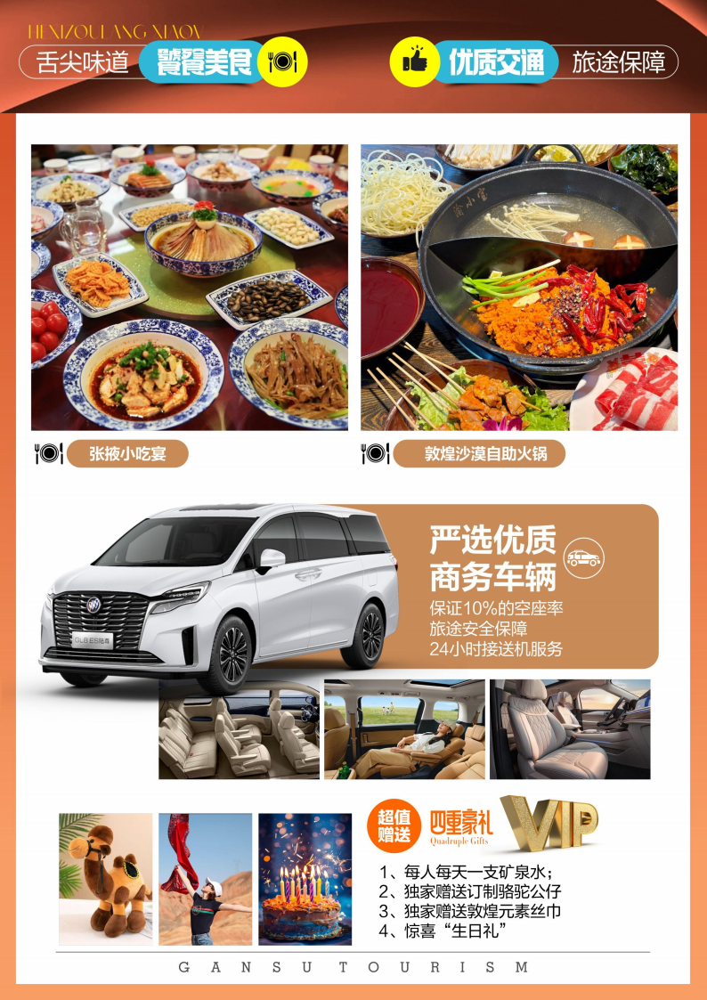 HEXIZOULANG XIAOY
舌尖味道
饕餮美食
优质交通
旅途保障
渝小宝
张掖小吃宴
敦煌沙漠自助火锅
严选优质
商务车辆
保证10%的空座率
旅途安全保障
24小时接送机服务
GL8 ES陆尊
超值
赠送
四重豪礼
Quadruple Gifts
VIP
1、每人每天一支矿泉水；
2、独家赠送订制骆驼公仔
3、独家赠送敦煌元素丝巾
4、惊喜“生日礼”
GANSUTOURISM